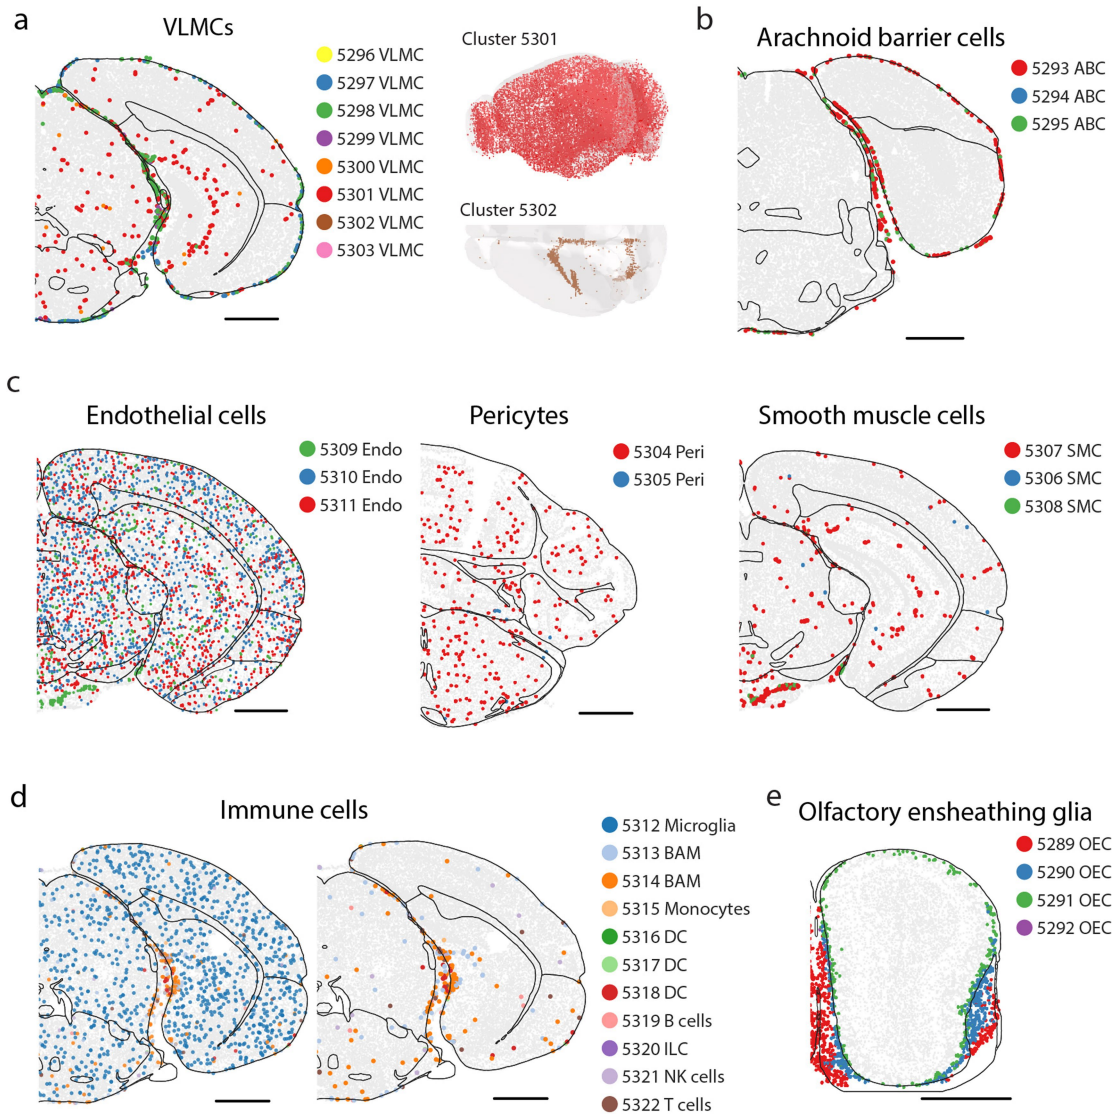 a
VLMCs
5296 VLMC
5297 VLMC
5298 VLMC
5299 VLMC
5300 VLMC
5301 VLMC
5302 VLMC
5303 VLMC
Cluster 5301
Cluster 5302
b
Arachnoid barrier cells
5293 ABC
5294 ABC
5295 ABC
c
Endothelial cells
5309 Endo
5310 Endo
5311 Endo
Pericytes
5304 Peri
5305 Peri
Smooth muscle cells
5307 SMC
5306 SMC
5308 SMC
d
Immune cells
5312 Microglia
5313 BAM
5314 BAM
5315 Monocytes
5316 DC
5317 DC
5318 DC
5319 B cells
5320 ILC
5321 NK cells
5322 T cells
e
Olfactory ensheathing glia
5289 OEC
5290 OEC
5291 OEC
5292 OEC